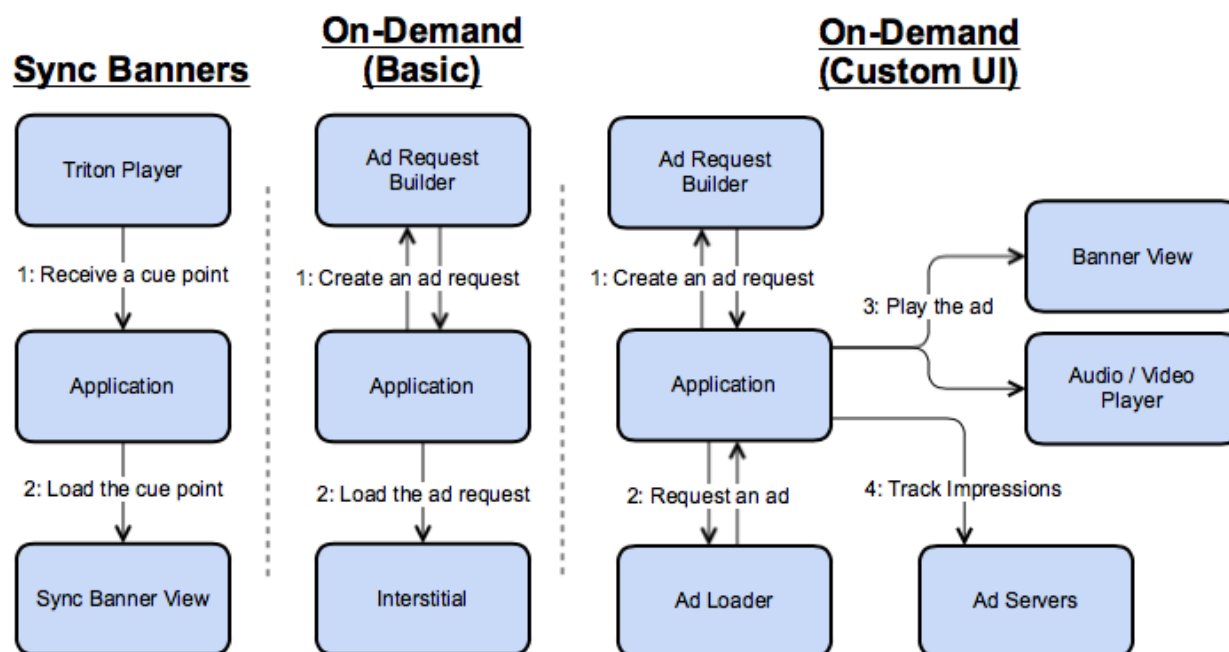 Sync Banners
Triton Player
1: Receive a cue point
Application
2: Load the cue point
Sync Banner View
On-Demand
(Basic)
Ad Request
Builder
1: Create an ad request
Application
2: Load the ad request
Interstitial
On-Demand
(Custom UI)
Ad Request
Builder
1: Create an ad request
Application
2: Request an ad
Ad Loader
3: Play the ad
Banner View
Audio / Video
Player
4: Track Impressions
Ad Servers